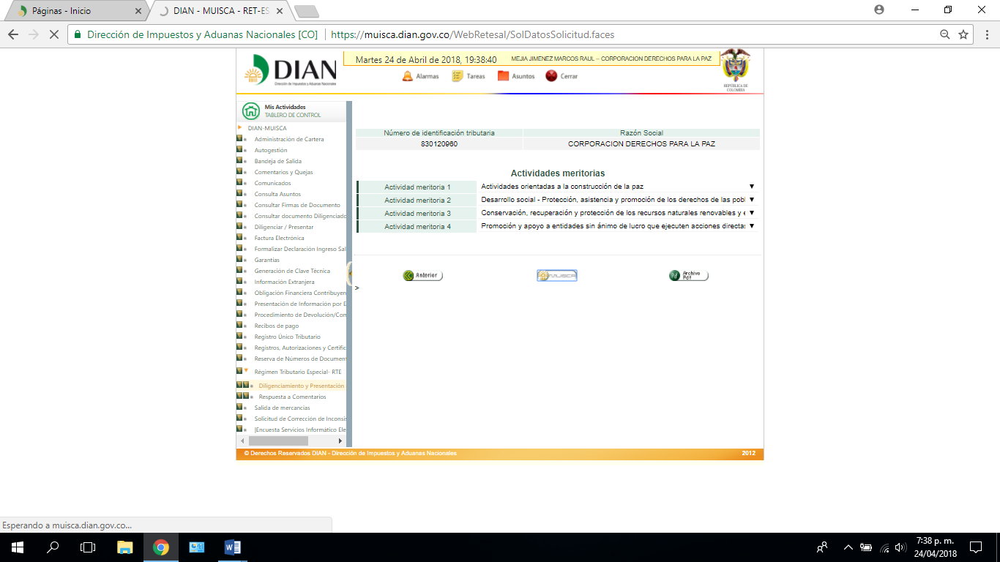 Páginas - Inicio
DIAN - MUISCA - RET-ES
Dirección de Impuestos y Aduanas Nacionales [CO]
https://muisca.dian.gov.co/WebRetesal/SolDatosSolicitud.faces
DIAN
Dirección de Impuestos y Aduanas Nacionales
Martes 24 de Abril de 2018, 19:38:40
MEJIA JIMENEZ MARCOS RAUL -- CORPORACION DERECHOS PARA LA PAZ
Alarmas
Tareas
Asuntos
Cerrar
REPÚBLICA DE
COLOMBIA
Mis Actividades
TABLERO DE CONTROL
DIAN-MUISCA
Administración de Cartera
Autogestión
Bandeja de Salida
Comentarios y Quejas
Comunicados
Consulta Asuntos
Consultar Firmas de Documento
Consultar documento Diligenciado
Diligenciar / Presentar
Factura Electrónica
Formalizar Declaración Ingreso Sal
Garantías
Generación de Clave Técnica
Información Extranjera
Obligación Financiera Contribuyen
Presentación de Información por E
Procedimiento de Devolución/Com
Recibos de pago
Registro Único Tributario
Registros, Autorizaciones y Certific
Reserva de Números de Document
Régimen Tributario Especial- RTE
Diligenciamiento y Presentación
Respuesta a Comentarios
Salida de mercancías
Solicitud de Corrección de Inconsis
[Encuesta Servicios Informático Ele
Número de identificación tributaria
Razón Social
830120960
CORPORACION DERECHOS PARA LA PAZ
Actividades meritorias
Actividad meritoria 1
Actividades orientadas a la construcción de la paz
Actividad meritoria 2
Desarrollo social - Protección, asistencia y promoción de los derechos de las pobl
Actividad meritoria 3
Conservación, recuperación y protección de los recursos naturales renovables y e
Actividad meritoria 4
Promoción y apoyo a entidades sin ánimo de lucro que ejecuten acciones directas
Anterior
MUISCA
Pdf
Archivo
Pdf
>
© Derechos Reservados DIAN - Dirección de Impuestos y Aduanas Nacionales
2012
Esperando a muisca.dian.gov.co...
7:38 p. m.
24/04/2018